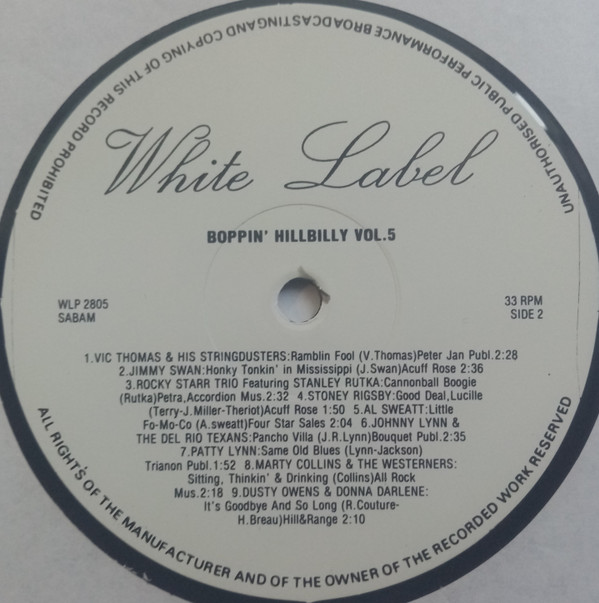 UNAUTHORISED PUBLIC PERFORMANCE BROADCASTINGAND COPYING OF THIS RECORD PROHIBITED
White Label
BOPPIN' HILLBILLY VOL.5
WLP 2805
SABAM
33 RPM
SIDE 2
1.VIC THOMAS & HIS STRINGDUSTERS:Ramblin Fool (V.Thomas)Peter Jan Publ.2:28
2.JIMMY SWAN:Honky Tonkin' in Mississippi (J.Swan)Acuff Rose 2:36
3.ROCKY STARR TRIO Featuring STANLEY RUTKA:Cannonball Boogie
(Rutka)Petra,Accordion Mus.2:32 4.STONEY RIGSBY:Good Deal,Lucille
(Terry-J.Miller-Theriot)Acuff Rose 1:50 5.AL SWEATT:Little
Fo-Mo-Co (A.sweatt)Four Star Sales 2:04 6.JOHNNY LYNN &
THE DEL RIO TEXANS:Pancho Villa (J.R.Lynn)Bouquet Publ.2:35
7.PATTY LYNN:Same Old Blues (Lynn-Jackson)
Trianon Publ.1:52 8.MARTY COLLINS & THE WESTERNERS:
Sitting, Thinkin' & Drinking (Collins)All Rock
Mus.2:18 9.DUSTY OWENS & DONNA DARLENE:
It's Goodbye And So Long (R.Couture-
H.Breau)Hill&Range 2:10
ALL RIGHTS OF THE MANUFACTURER AND OF THE OWNER OF THE RECORDED WORK RESERVED